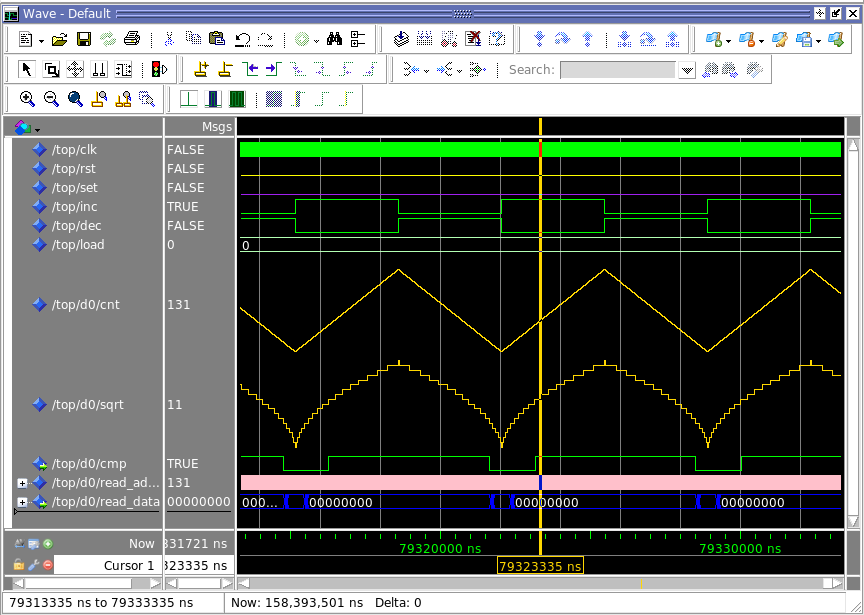 Wave - Default
Search:
Msgs
/top/clk FALSE
/top/rst FALSE
/top/set FALSE
/top/inc TRUE
/top/dec FALSE
/top/load 0 0
/top/d0/cnt 131
/top/d0/sqrt 11
/top/d0/cmp TRUE
/top/d0/read_ad... 131
/top/d0/read_data 00000000 000... 00000000 00000000 00000000
Now 331721 ns 79320000 ns 79330000 ns
Cursor 1 323335 ns 79323335 ns
79313335 ns to 79333335 ns Now: 158,393,501 ns Delta: 0